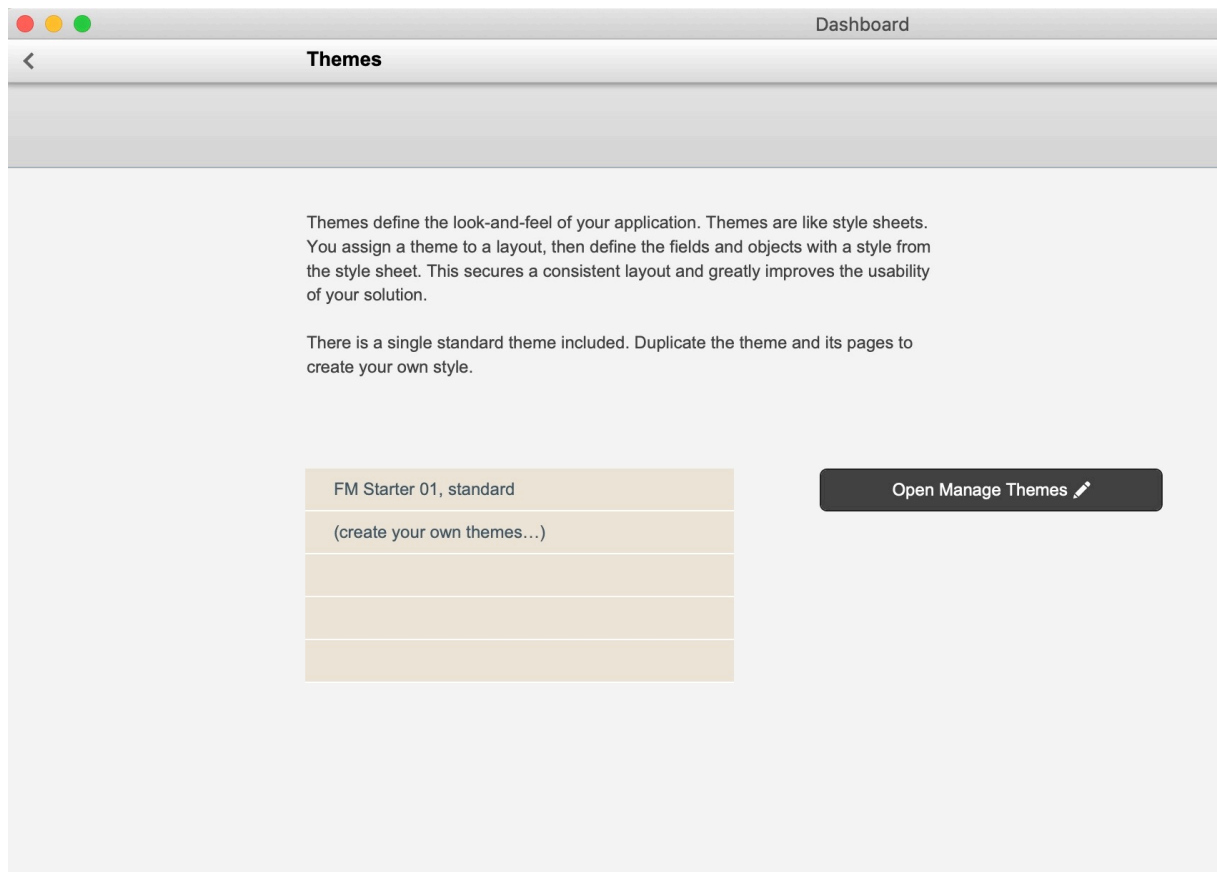 Dashboard
Themes
Themes define the look-and-feel of your application. Themes are like style sheets.
You assign a theme to a layout, then define the fields and objects with a style from
the style sheet. This secures a consistent layout and greatly improves the usability
of your solution.
There is a single standard theme included. Duplicate the theme and its pages to
create your own style.
FM Starter 01, standard
Open Manage Themes
(create your own themes…)